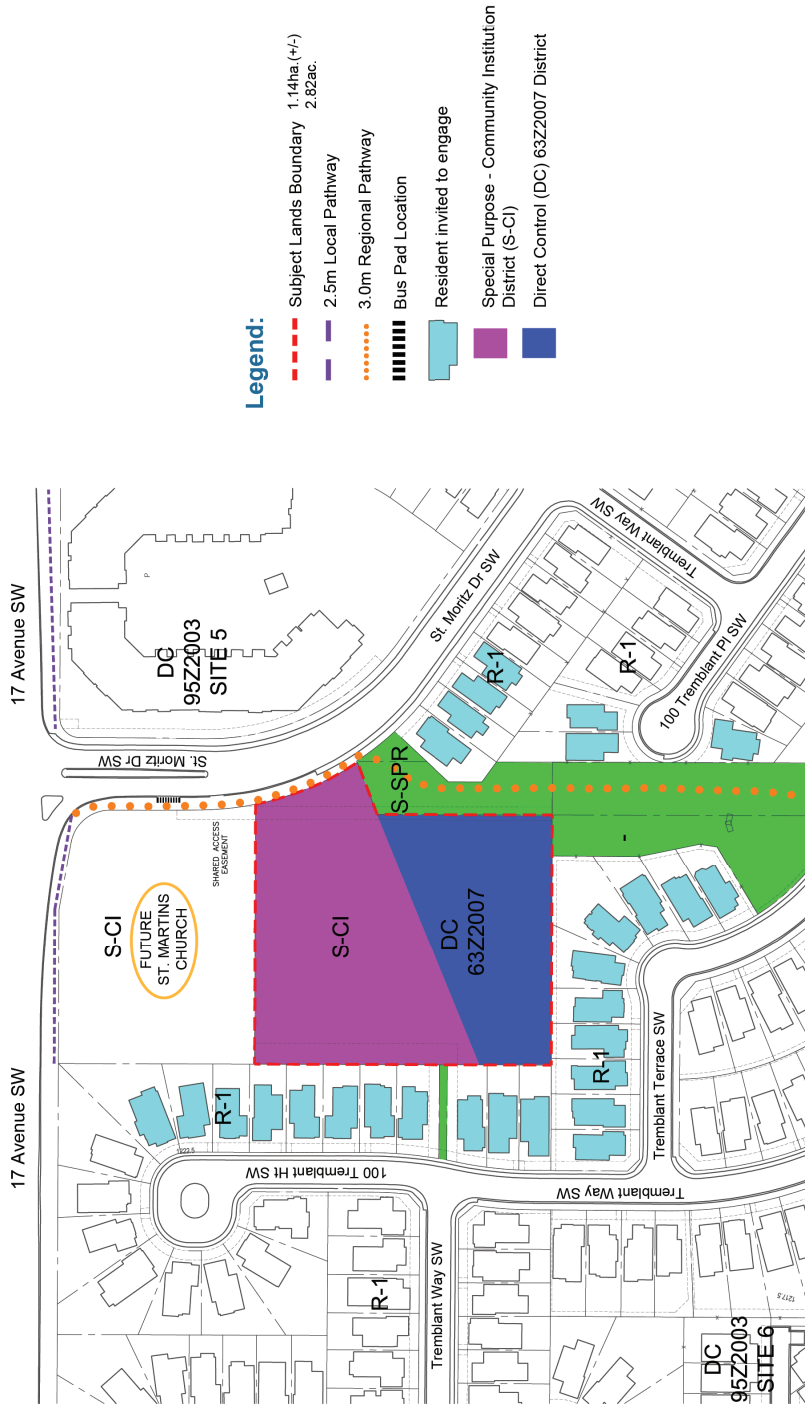 17 Avenue SW
17 Avenue SW
St. Moritz Dr SW
DC
95Z2003
SITE 5
P
St. Moritz Dr SW
Tremblant Way SW
S-CI
FUTURE
ST. MARTINS
CHURCH
SHARED ACCESS
EASEMENT
S-CI
DC
63Z2007
S-SPR
R-1
R-1
100 Tremblant Pl SW
R-1
1223.5
100 Tremblant Ht SW
R-1
Tremblant Way SW
Tremblant Way SW
R-1
Tremblant Terrace SW
1217.5
DC
95Z2003
SITE 6
Legend:
Subject Lands Boundary 1.14ha.(+/-)
2.82ac.
2.5m Local Pathway
3.0m Regional Pathway
Bus Pad Location
Resident invited to engage
Special Purpose - Community Institution
District (S-CI)
Direct Control (DC) 63Z2007 District